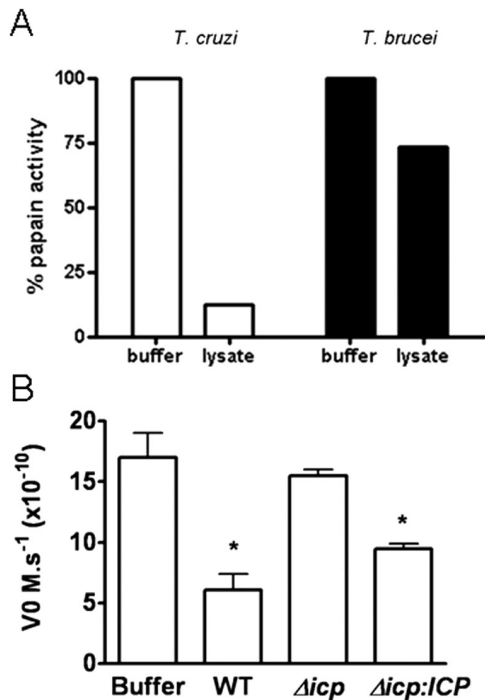 A
T. cruzi T. brucei
100
75
50
25
0
% papain activity
buffer lysate buffer lysate
B
20
15
10
5
0
V0 M.s⁻¹ (x10⁻¹⁰)
* *
Buffer WT Δicp Δicp:ICP